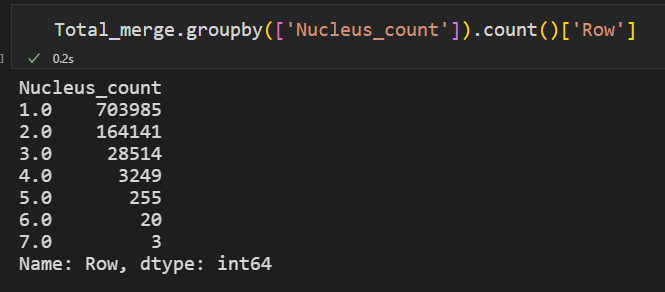 Total_merge.groupby(['Nucleus_count']).count()['Row']
0.2s
Nucleus_count
1.0    703985
2.0    164141
3.0     28514
4.0      3249
5.0       255
6.0        20
7.0         3
Name: Row, dtype: int64